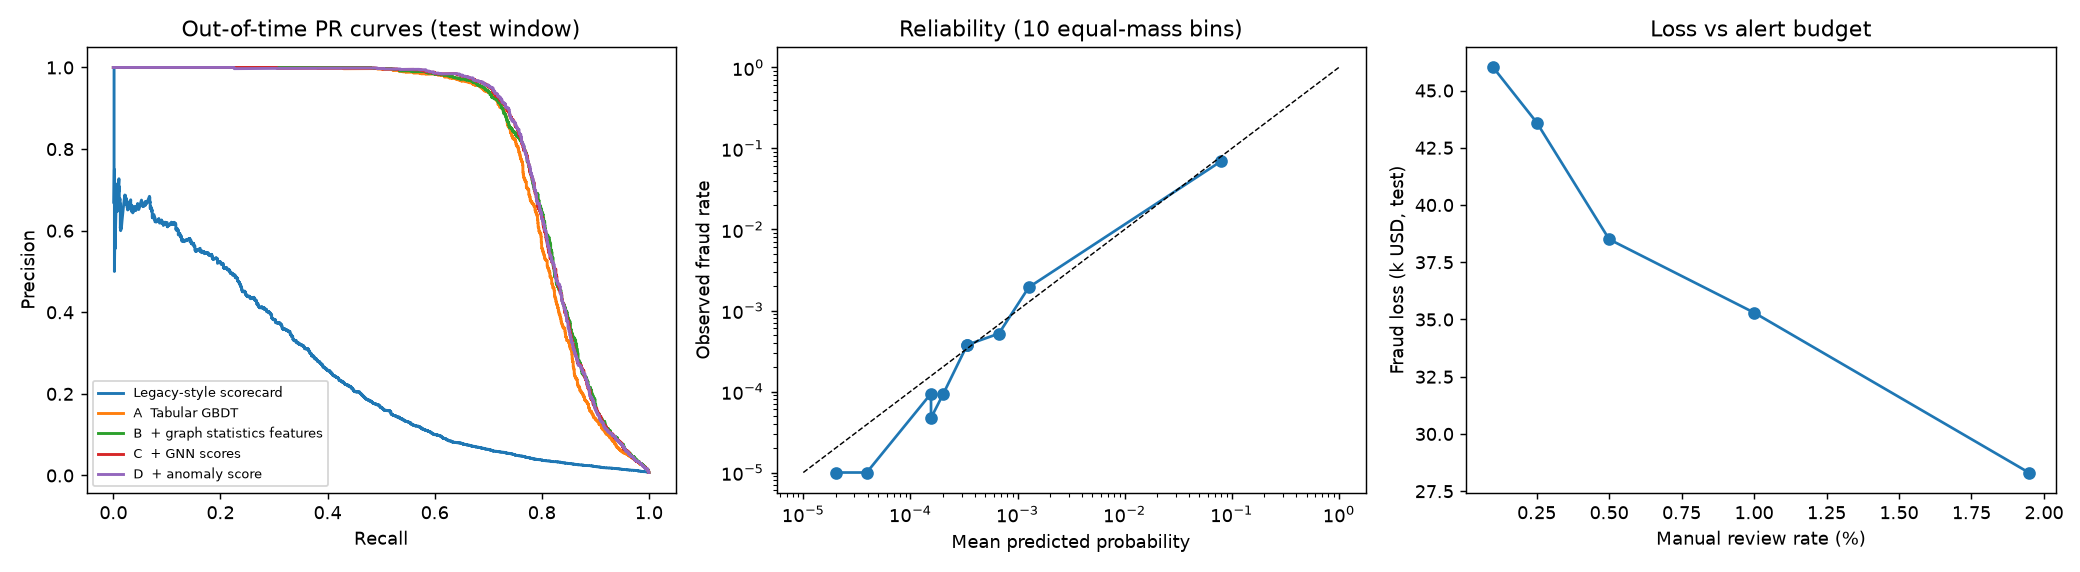 Out-of-time PR curves (test window)
Precision
1.0
0.8
0.6
0.4
0.2
0.0
0.0 0.2 0.4 0.6 0.8 1.0
Recall
Legacy-style scorecard
A Tabular GBDT
B + graph statistics features
C + GNN scores
D + anomaly score
Reliability (10 equal-mass bins)
Observed fraud rate
10⁰
10⁻¹
10⁻²
10⁻³
10⁻⁴
10⁻⁵
10⁻⁵ 10⁻⁴ 10⁻³ 10⁻² 10⁻¹ 10⁰
Mean predicted probability
Loss vs alert budget
Fraud loss (k USD, test)
45.0
42.5
40.0
37.5
35.0
32.5
30.0
27.5
0.25 0.50 0.75 1.00 1.25 1.50 1.75 2.00
Manual review rate (%)